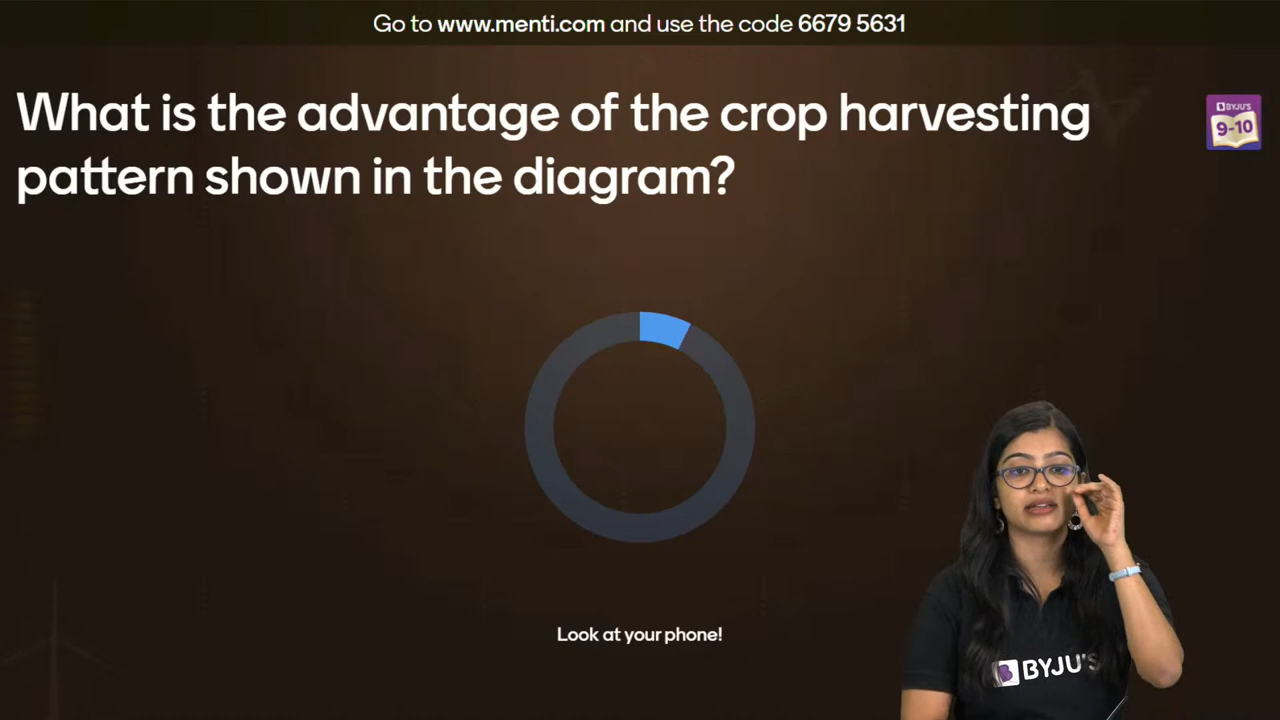 Go to www.menti.com and use the code 6679 5631
What is the advantage of the crop harvesting
pattern shown in the diagram?
BYJU'S
9-10
Look at your phone!
BYJU'S